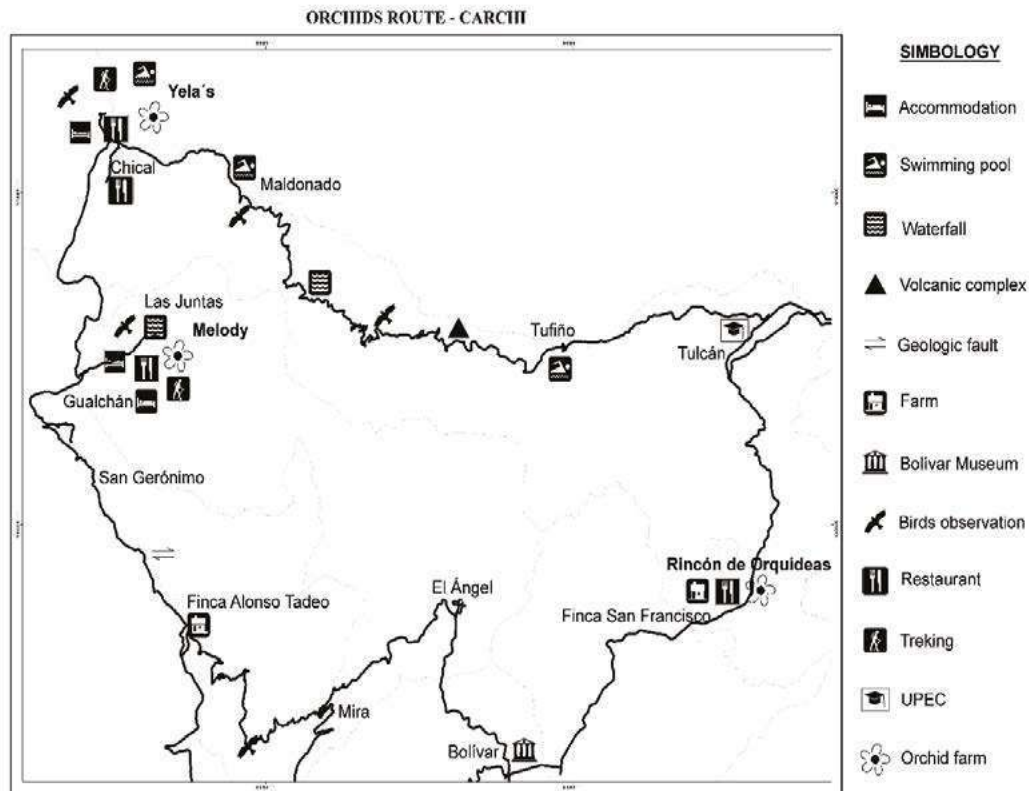 ORCHIDS ROUTE - CARCHI
SIMBOLOGY
Accommodation
Swimming pool
Waterfall
Volcanic complex
Geologic fault
Farm
Bolívar Museum
Birds observation
Restaurant
Treking
UPEC
Orchid farm
Yela´s
Chical
Maldonado
Las Juntas
Melody
Tufiño
Tulcán
Gualchán
San Gerónimo
Rincón de Orquideas
El Ángel
Finca Alonso Tadeo
Finca San Francisco
Mira
Bolívar